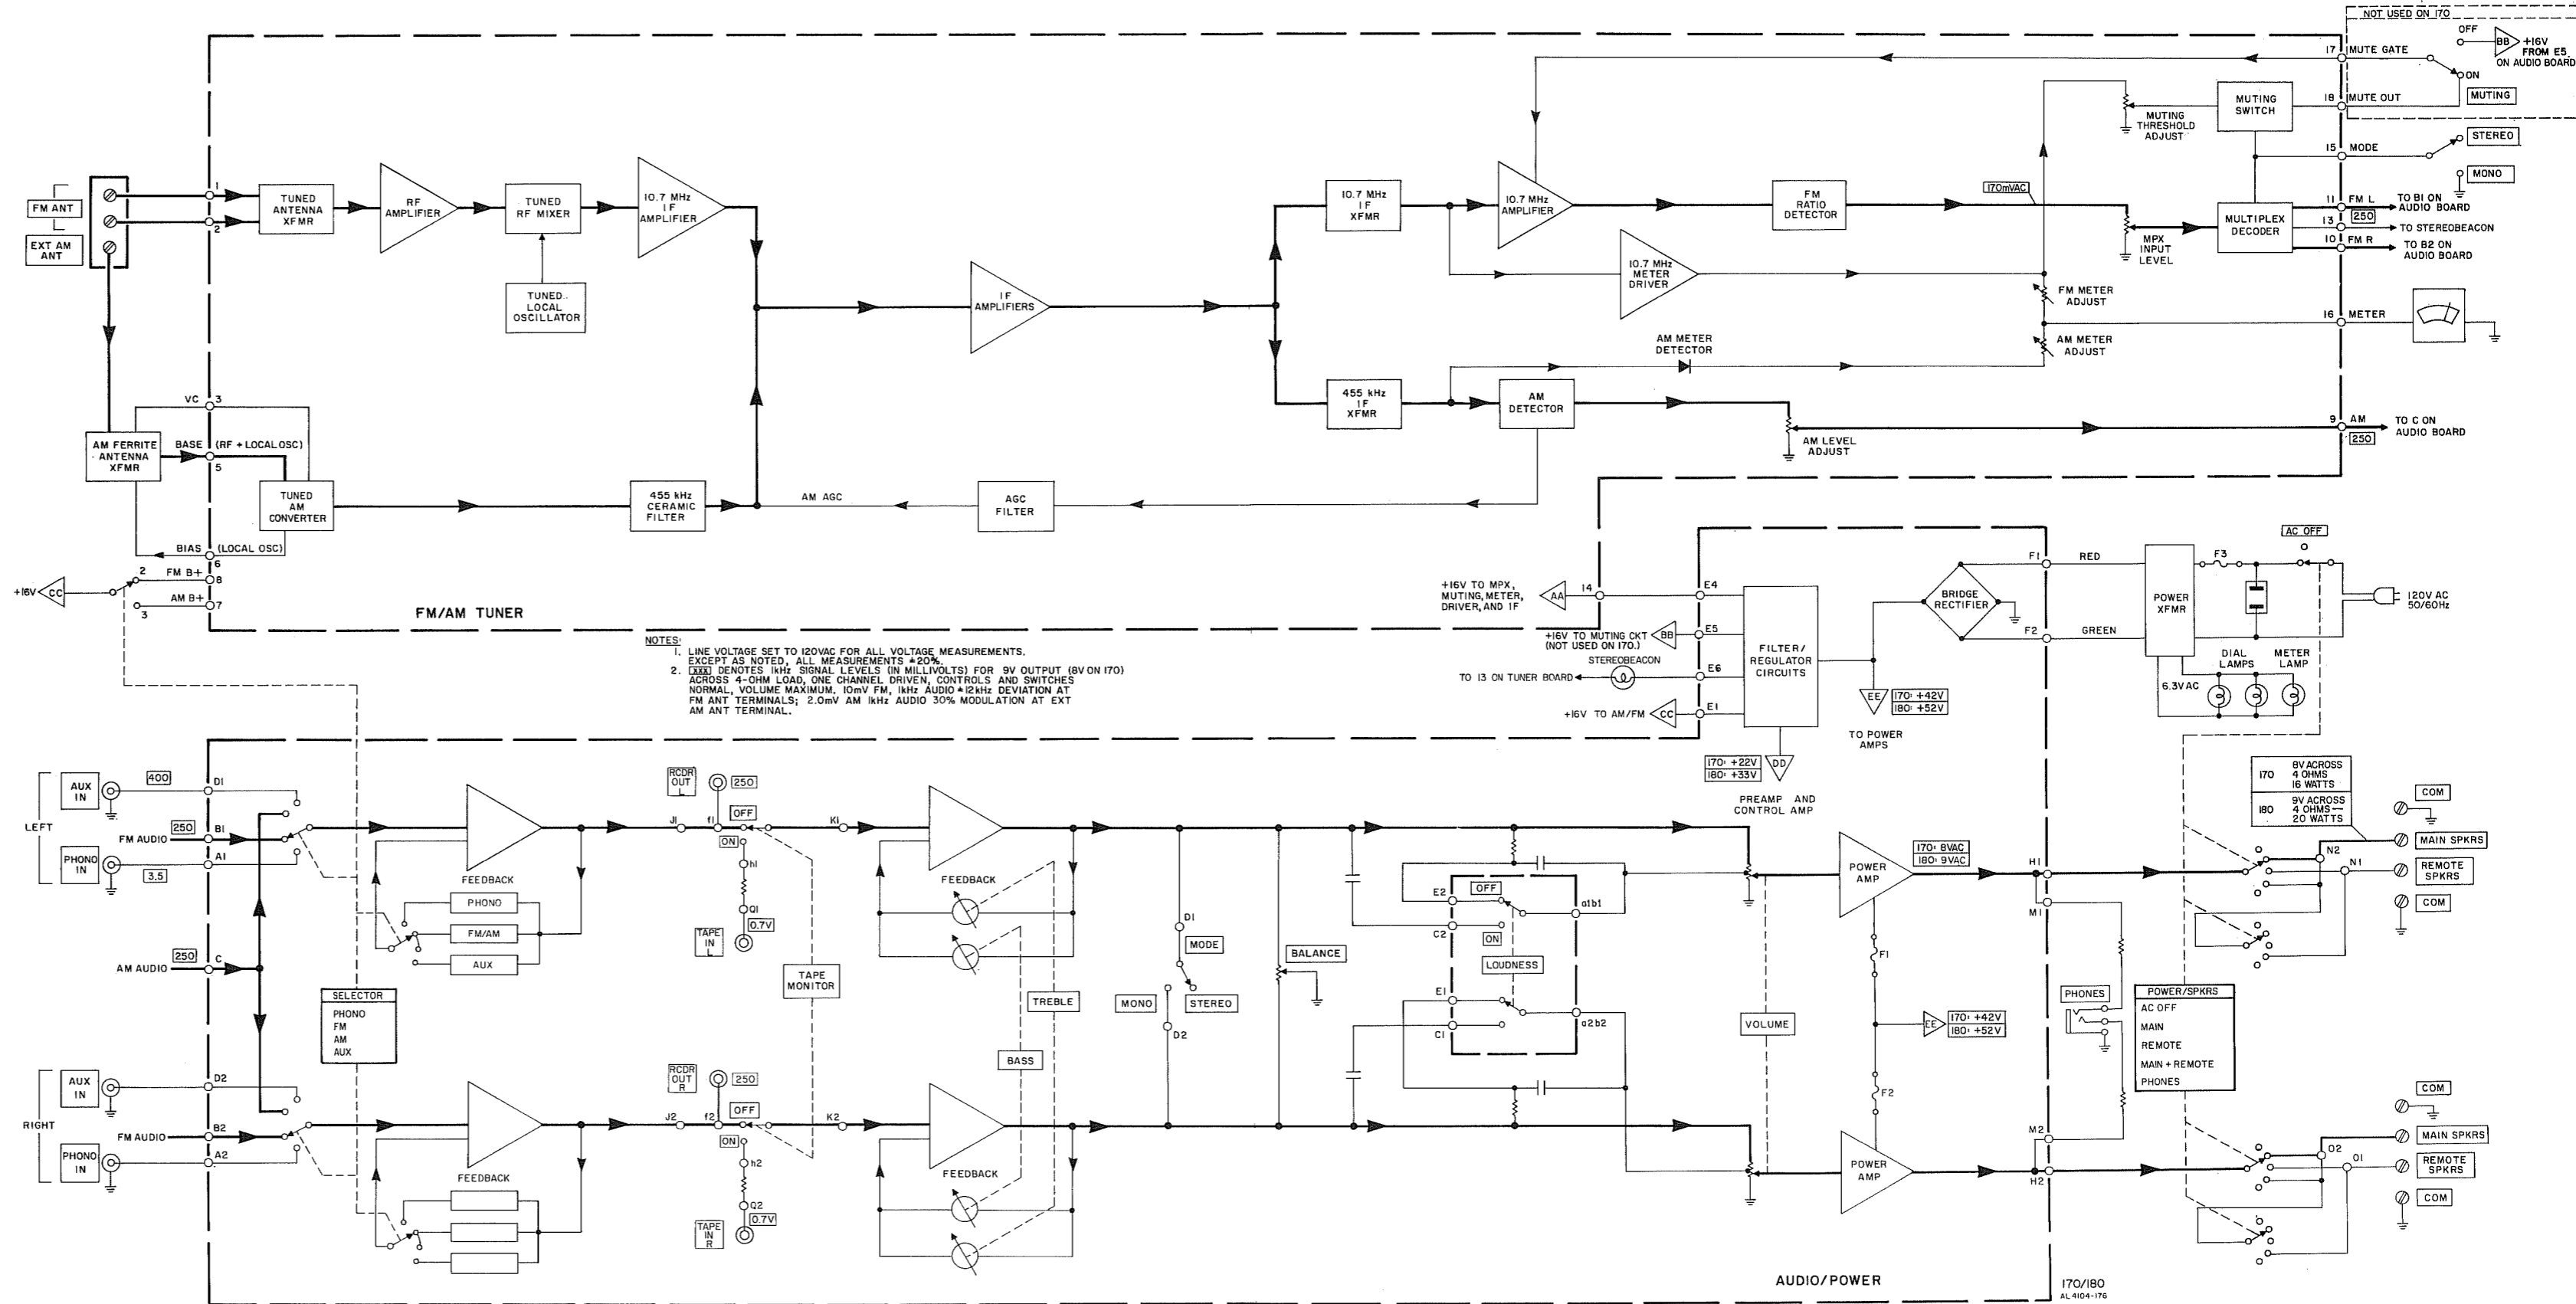 NOT USED ON 170
OFF
BB
+16V
FROM E5
ON AUDIO BOARD
17
MUTE GATE
ON
MUTING
18
MUTE OUT
MUTING
SWITCH
MUTING
THRESHOLD
ADJUST
15
MODE
STEREO
MONO
FM ANT
EXT AM
ANT
1
2
TUNED
ANTENNA
XFMR
RF
AMPLIFIER
TUNED
RF MIXER
10.7 MHz
IF
AMPLIFIER
TUNED
LOCAL
OSCILLATOR
IF
AMPLIFIERS
10.7 MHz
IF
XFMR
10.7 MHz
AMPLIFIER
FM
RATIO
DETECTOR
170mVAC
10.7 MHz
METER
DRIVER
MPX
INPUT
LEVEL
MULTIPLEX
DECODER
11
FM L
250
TO B1 ON
AUDIO BOARD
13
TO STEREOBEACON
10
FM R
TO B2 ON
AUDIO BOARD
FM METER
ADJUST
16
METER
AM METER
DETECTOR
AM METER
ADJUST
455 kHz
IF
XFMR
AM
DETECTOR
AM LEVEL
ADJUST
9
AM
250
TO C ON
AUDIO BOARD
VC
3
AM FERRITE
ANTENNA
XFMR
BASE
(RF + LOCAL OSC)
5
TUNED
AM
CONVERTER
455 kHz
CERAMIC
FILTER
AM AGC
AGC
FILTER
BIAS
(LOCAL OSC)
6
+16V
CC
2
FM B+
8
3
AM B+
7
FM/AM TUNER
NOTES:
1. LINE VOLTAGE SET TO 120VAC FOR ALL VOLTAGE MEASUREMENTS.
EXCEPT AS NOTED, ALL MEASUREMENTS ±20%.
2. XXX DENOTES 1kHz SIGNAL LEVELS (IN MILLIVOLTS) FOR 9V OUTPUT (8V ON 170)
ACROSS 4-OHM LOAD, ONE CHANNEL DRIVEN, CONTROLS AND SWITCHES
NORMAL, VOLUME MAXIMUM. 10mV FM, 1kHz AUDIO ±12kHz DEVIATION AT
FM ANT TERMINALS; 2.0mV AM 1kHz AUDIO 30% MODULATION AT EXT
AM ANT TERMINAL.
+16V TO MPX,
MUTING, METER,
DRIVER, AND IF
AA
14
E4
+16V TO MUTING CKT
(NOT USED ON 170.)
BB
E5
STEREOBEACON
TO 13 ON TUNER BOARD
E6
+16V TO AM/FM
CC
E1
FILTER/
REGULATOR
CIRCUITS
170: +22V
180: +33V
DD
PREAMP AND
CONTROL AMP
EE
170: +42V
180: +52V
TO POWER
AMPS
BRIDGE
RECTIFIER
F1
RED
F2
GREEN
POWER
XFMR
F3
AC OFF
120V AC
50/60Hz
6.3VAC
DIAL
LAMPS
METER
LAMP
LEFT
AUX
IN
400
D1
FM AUDIO
250
B1
PHONO
IN
3.5
A1
FEEDBACK
PHONO
FM/AM
AUX
AM AUDIO
250
C
SELECTOR
PHONO
FM
AM
AUX
RCDR
OUT
L
250
J1
f1
OFF
ON
h1
Q1
0.7V
TAPE
IN
L
K1
TAPE
MONITOR
FEEDBACK
TREBLE
BASS
D1
MODE
MONO
STEREO
D2
BALANCE
E2
OFF
C2
ON
LOUDNESS
a1b1
E1
C1
a2b2
VOLUME
POWER
AMP
170: 8VAC
180: 9VAC
F1
EE
170: +42V
180: +52V
F2
H1
M1
PHONES
M2
H2
170
8V ACROSS
4 OHMS
16 WATTS
180
9V ACROSS
4 OHMS—
20 WATTS
COM
MAIN SPKRS
N2
N1
REMOTE
SPKRS
COM
POWER/SPKRS
AC OFF
MAIN
REMOTE
MAIN + REMOTE
PHONES
RIGHT
AUX
IN
D2
FM AUDIO
B2
PHONO
IN
A2
FEEDBACK
RCDR
OUT
R
250
J2
f2
OFF
ON
h2
Q2
0.7V
TAPE
IN
R
K2
FEEDBACK
POWER
AMP
COM
MAIN SPKRS
O2
O1
REMOTE
SPKRS
COM
AUDIO/POWER
170/180
AL4104-176